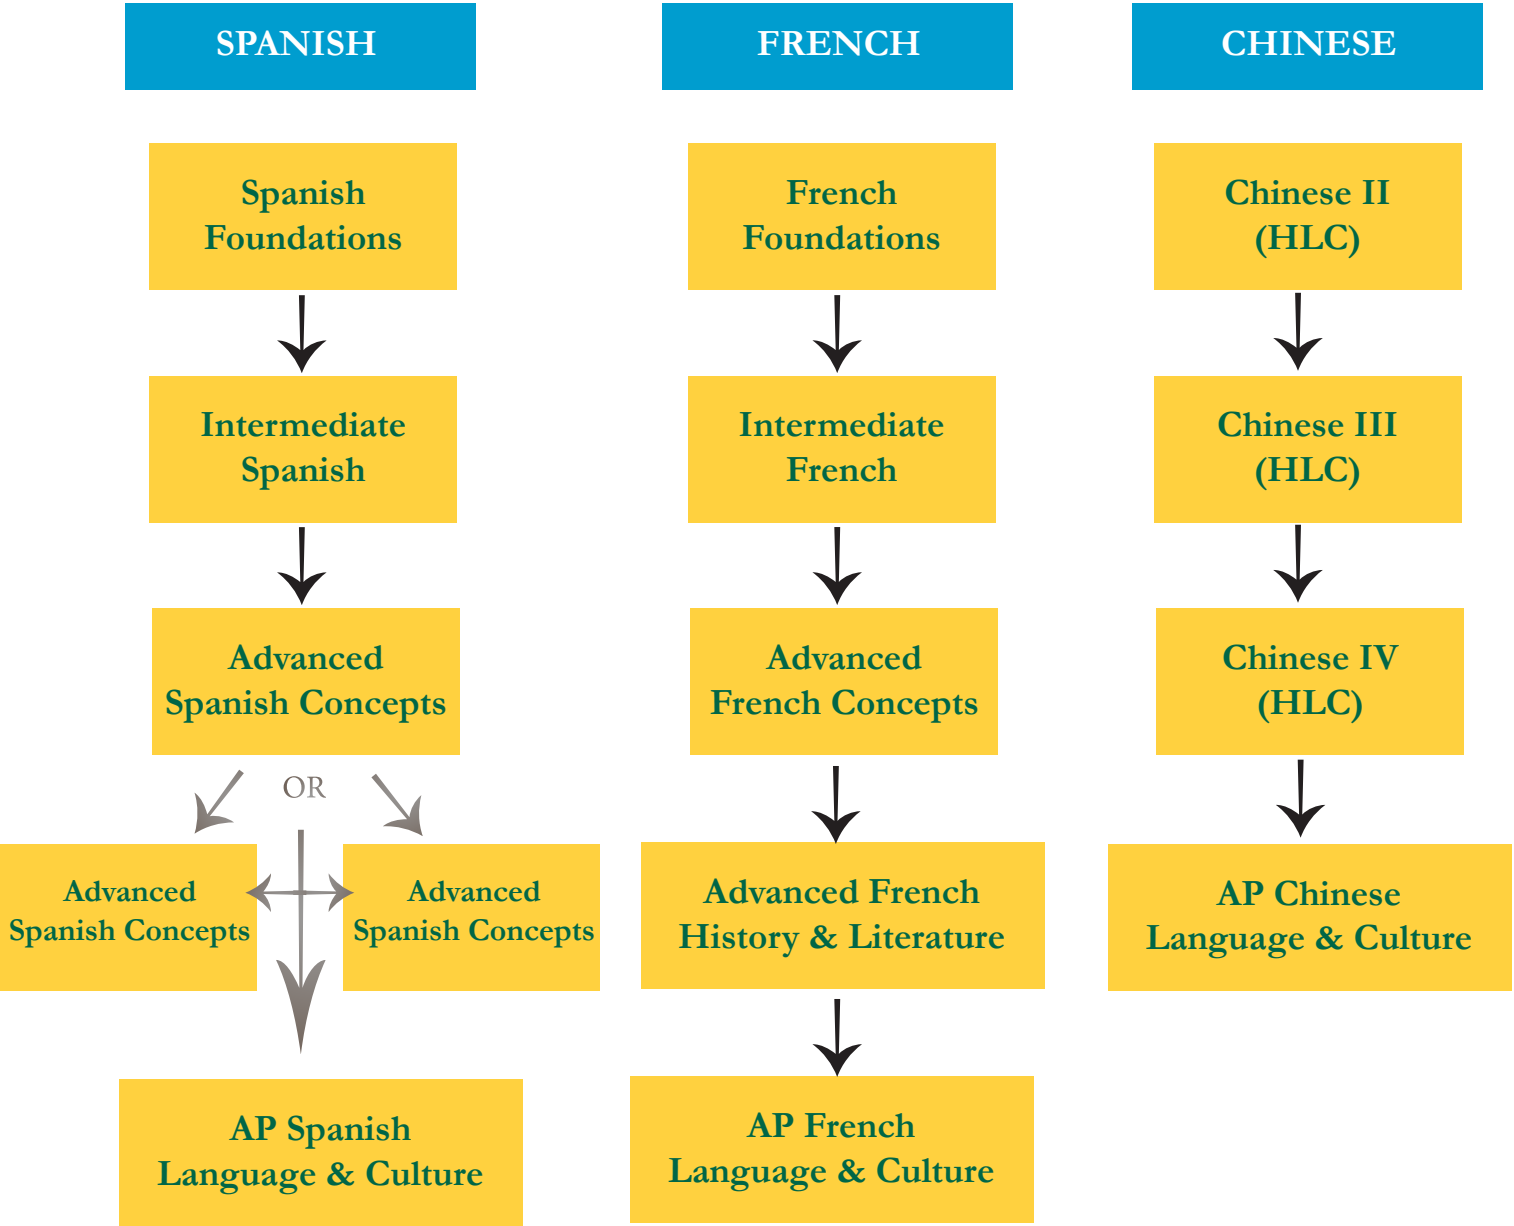 SPANISH
Spanish
Foundations
Intermediate
Spanish
Advanced
Spanish Concepts
OR
Advanced
Spanish Concepts
Advanced
Spanish Concepts
AP Spanish
Language & Culture
FRENCH
French
Foundations
Intermediate
French
Advanced
French Concepts
Advanced French
History & Literature
AP French
Language & Culture
CHINESE
Chinese II
(HLC)
Chinese III
(HLC)
Chinese IV
(HLC)
AP Chinese
Language & Culture